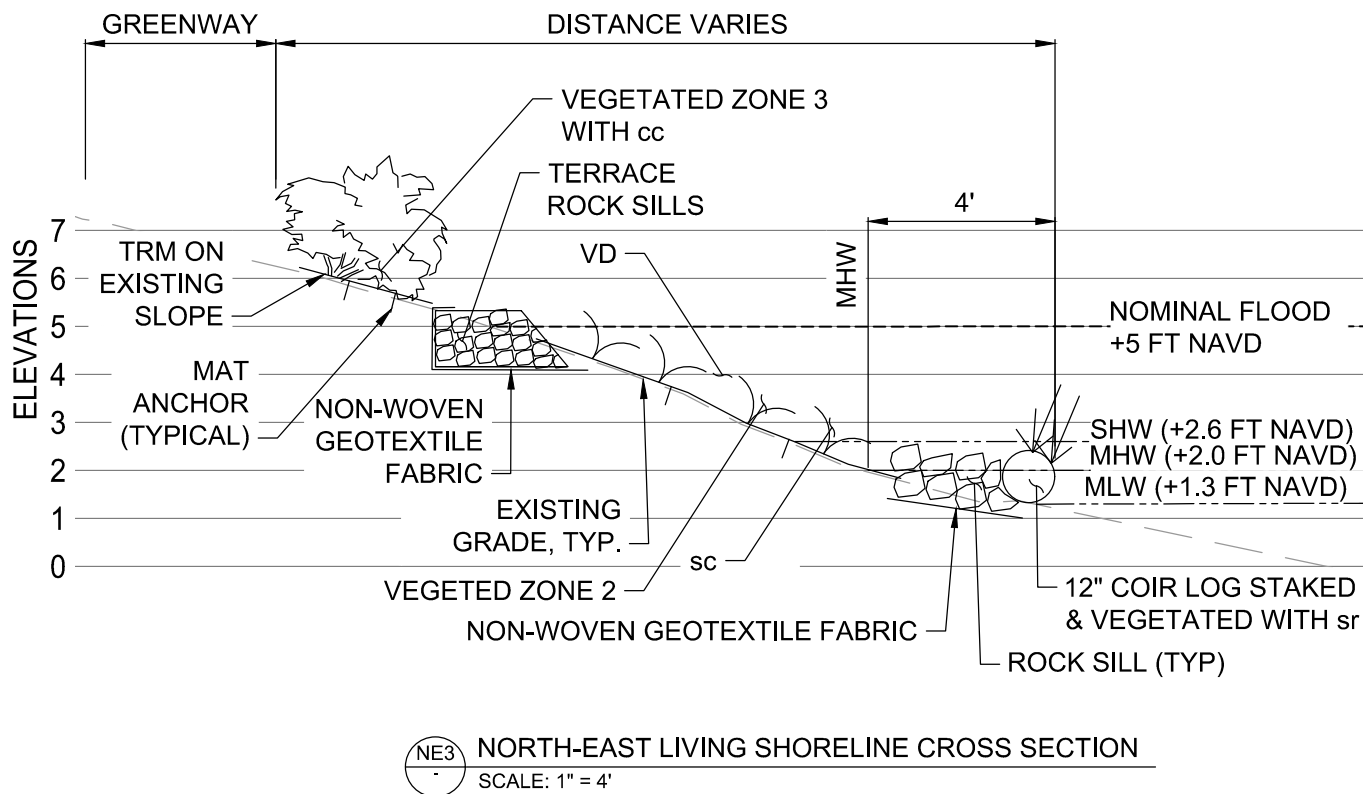 GREENWAY
DISTANCE VARIES
VEGETATED ZONE 3
WITH cc
TERRACE
ROCK SILLS
4'
VD
MHW
ELEVATIONS
7
6
5
4
3
2
1
0
TRM ON
EXISTING
SLOPE
MAT
ANCHOR
(TYPICAL)
NON-WOVEN
GEOTEXTILE
FABRIC
EXISTING
GRADE, TYP.
sc
VEGETED ZONE 2
NON-WOVEN GEOTEXTILE FABRIC
NOMINAL FLOOD
+5 FT NAVD
SHW (+2.6 FT NAVD)
MHW (+2.0 FT NAVD)
MLW (+1.3 FT NAVD)
12" COIR LOG STAKED
& VEGETATED WITH sr
ROCK SILL (TYP)
NE3
-
NORTH-EAST LIVING SHORELINE CROSS SECTION
SCALE: 1" = 4'